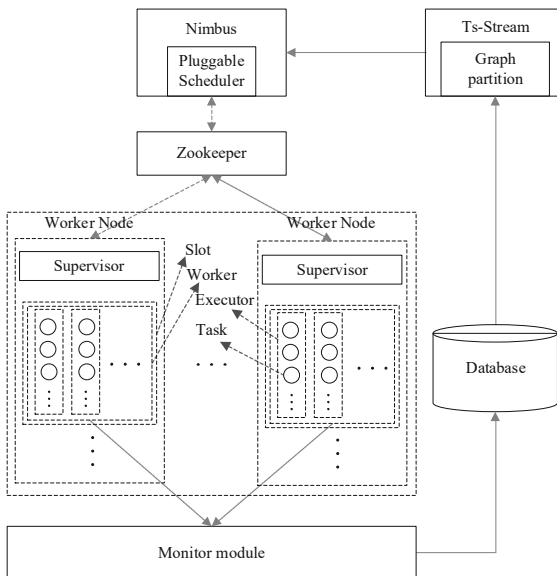 Nimbus
Pluggable
Scheduler
Ts-Stream
Graph
partition
Zookeeper
Worker Node
Worker Node
Supervisor
Slot
Worker
Executor
Task
Supervisor
Database
Monitor module